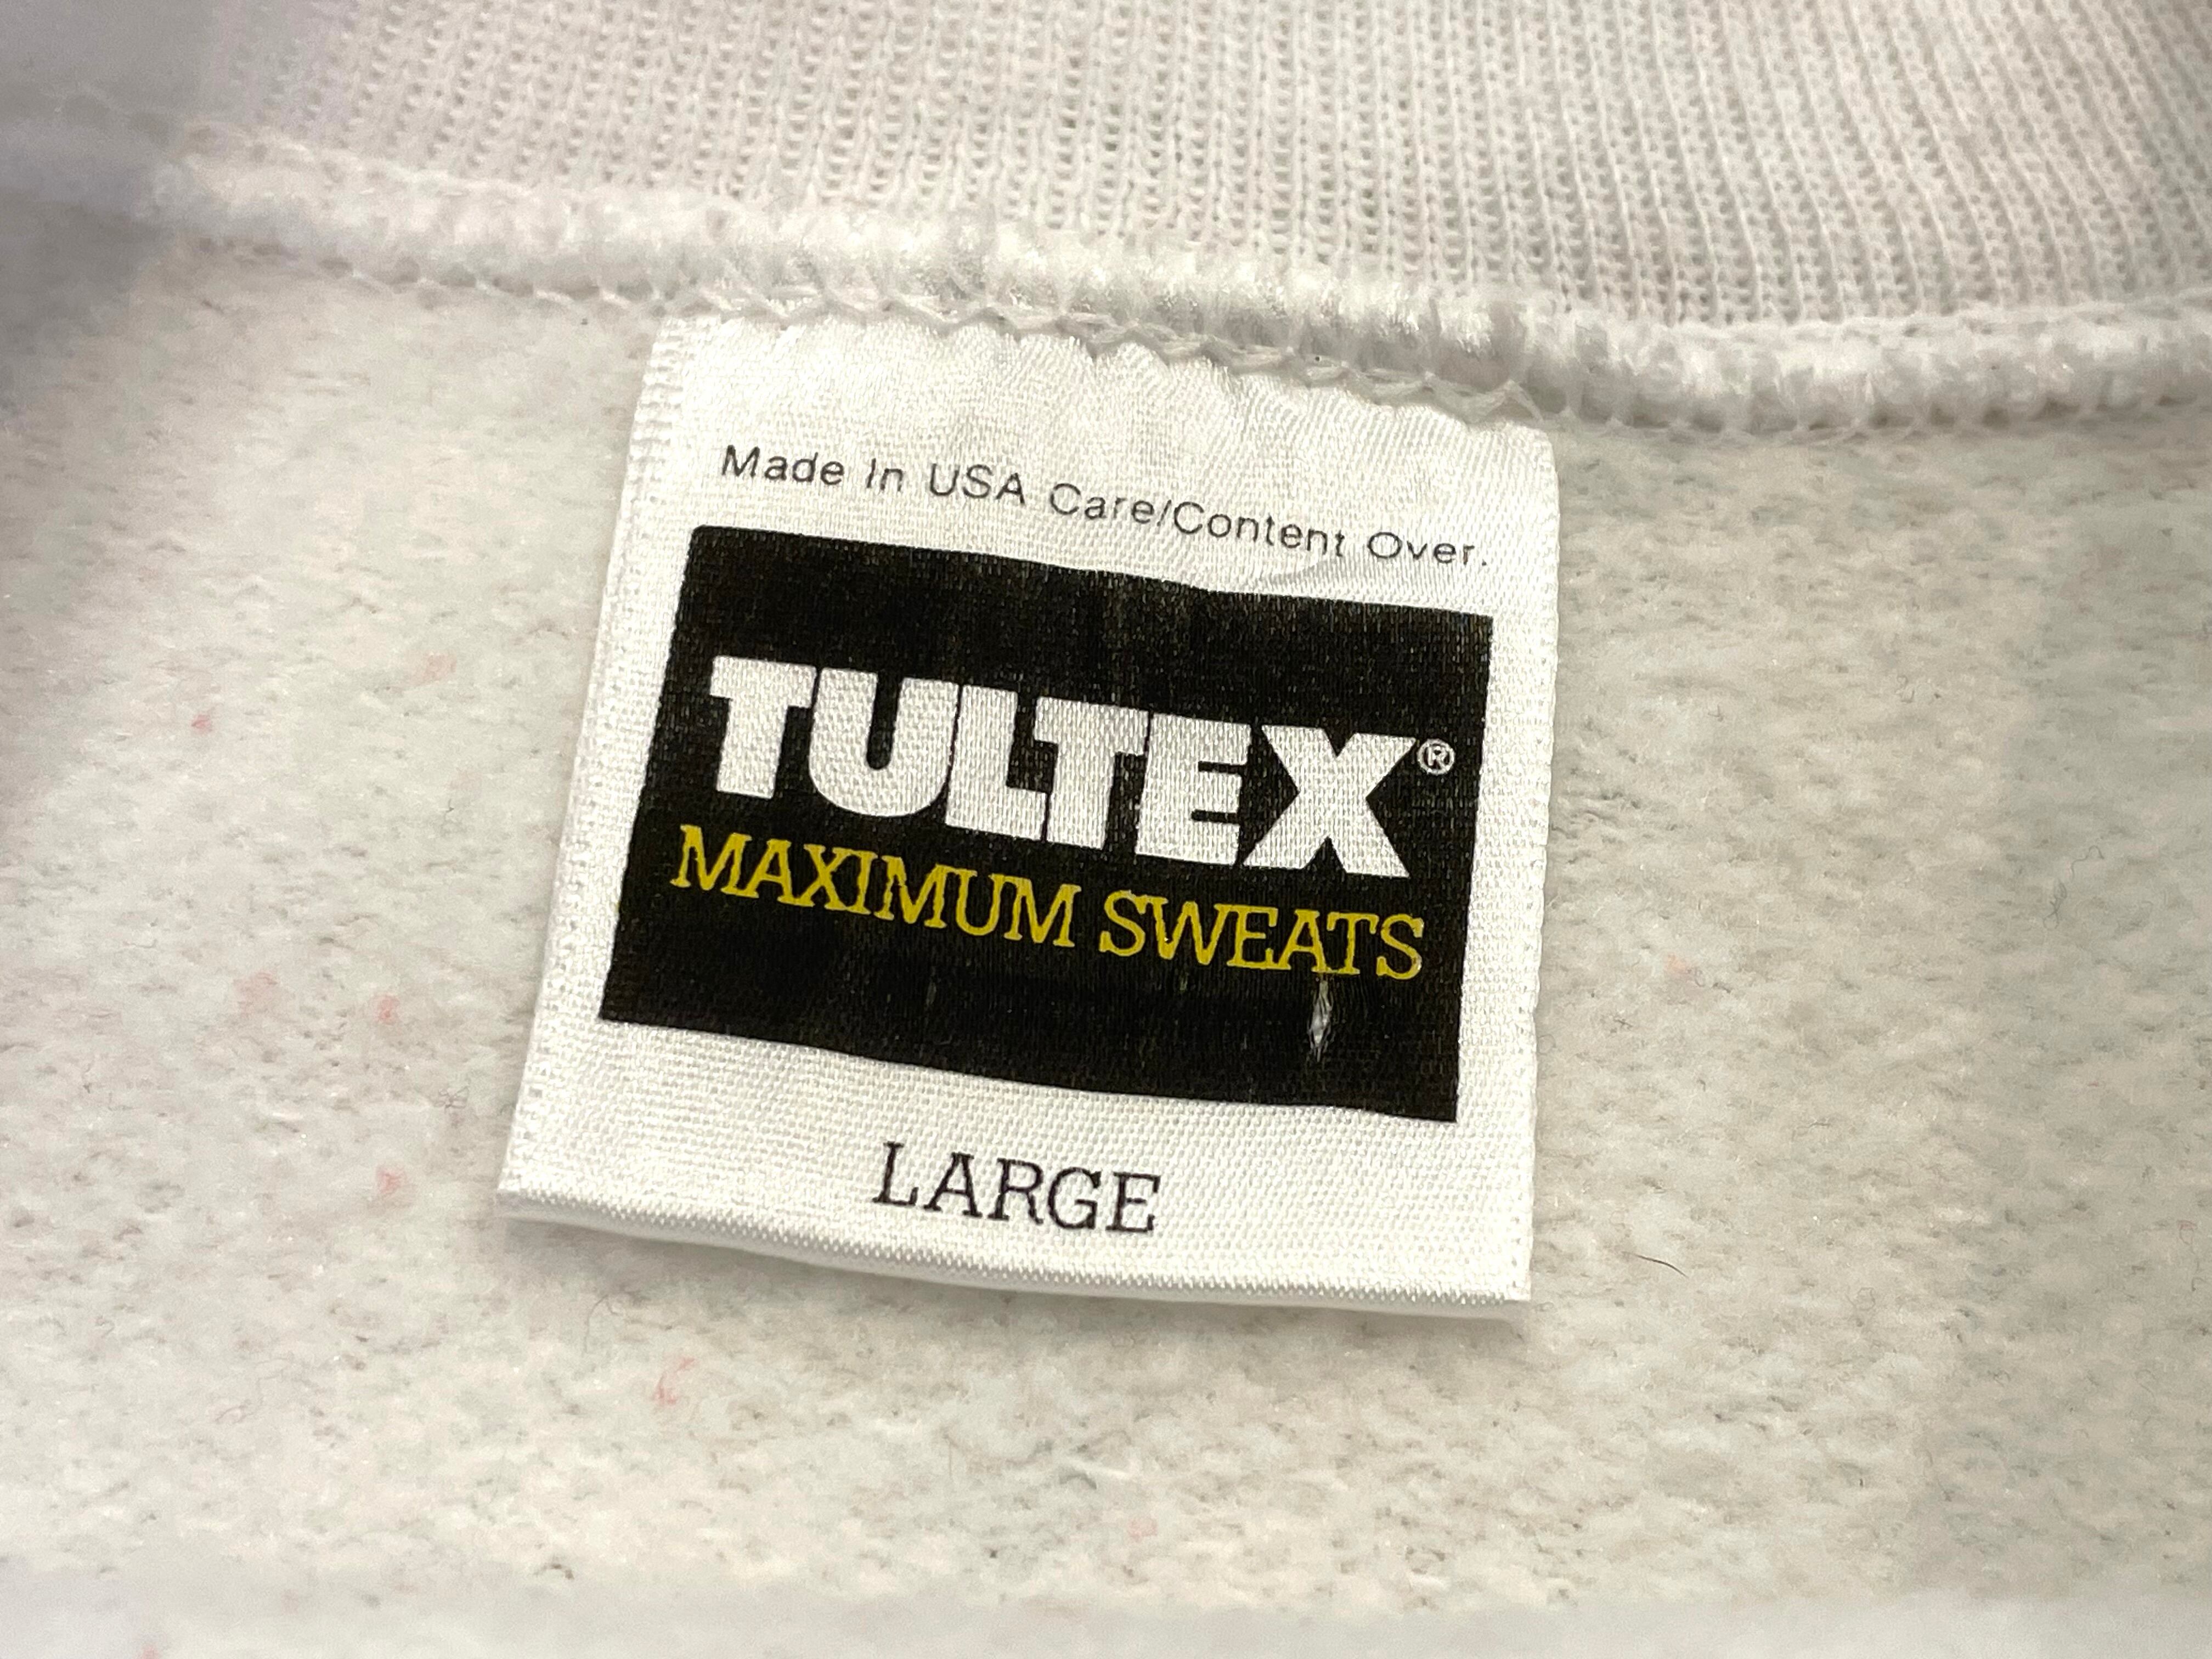 Made In USA Care/Content Over.
TULTEX®
MAXIMUM SWEATS
LARGE